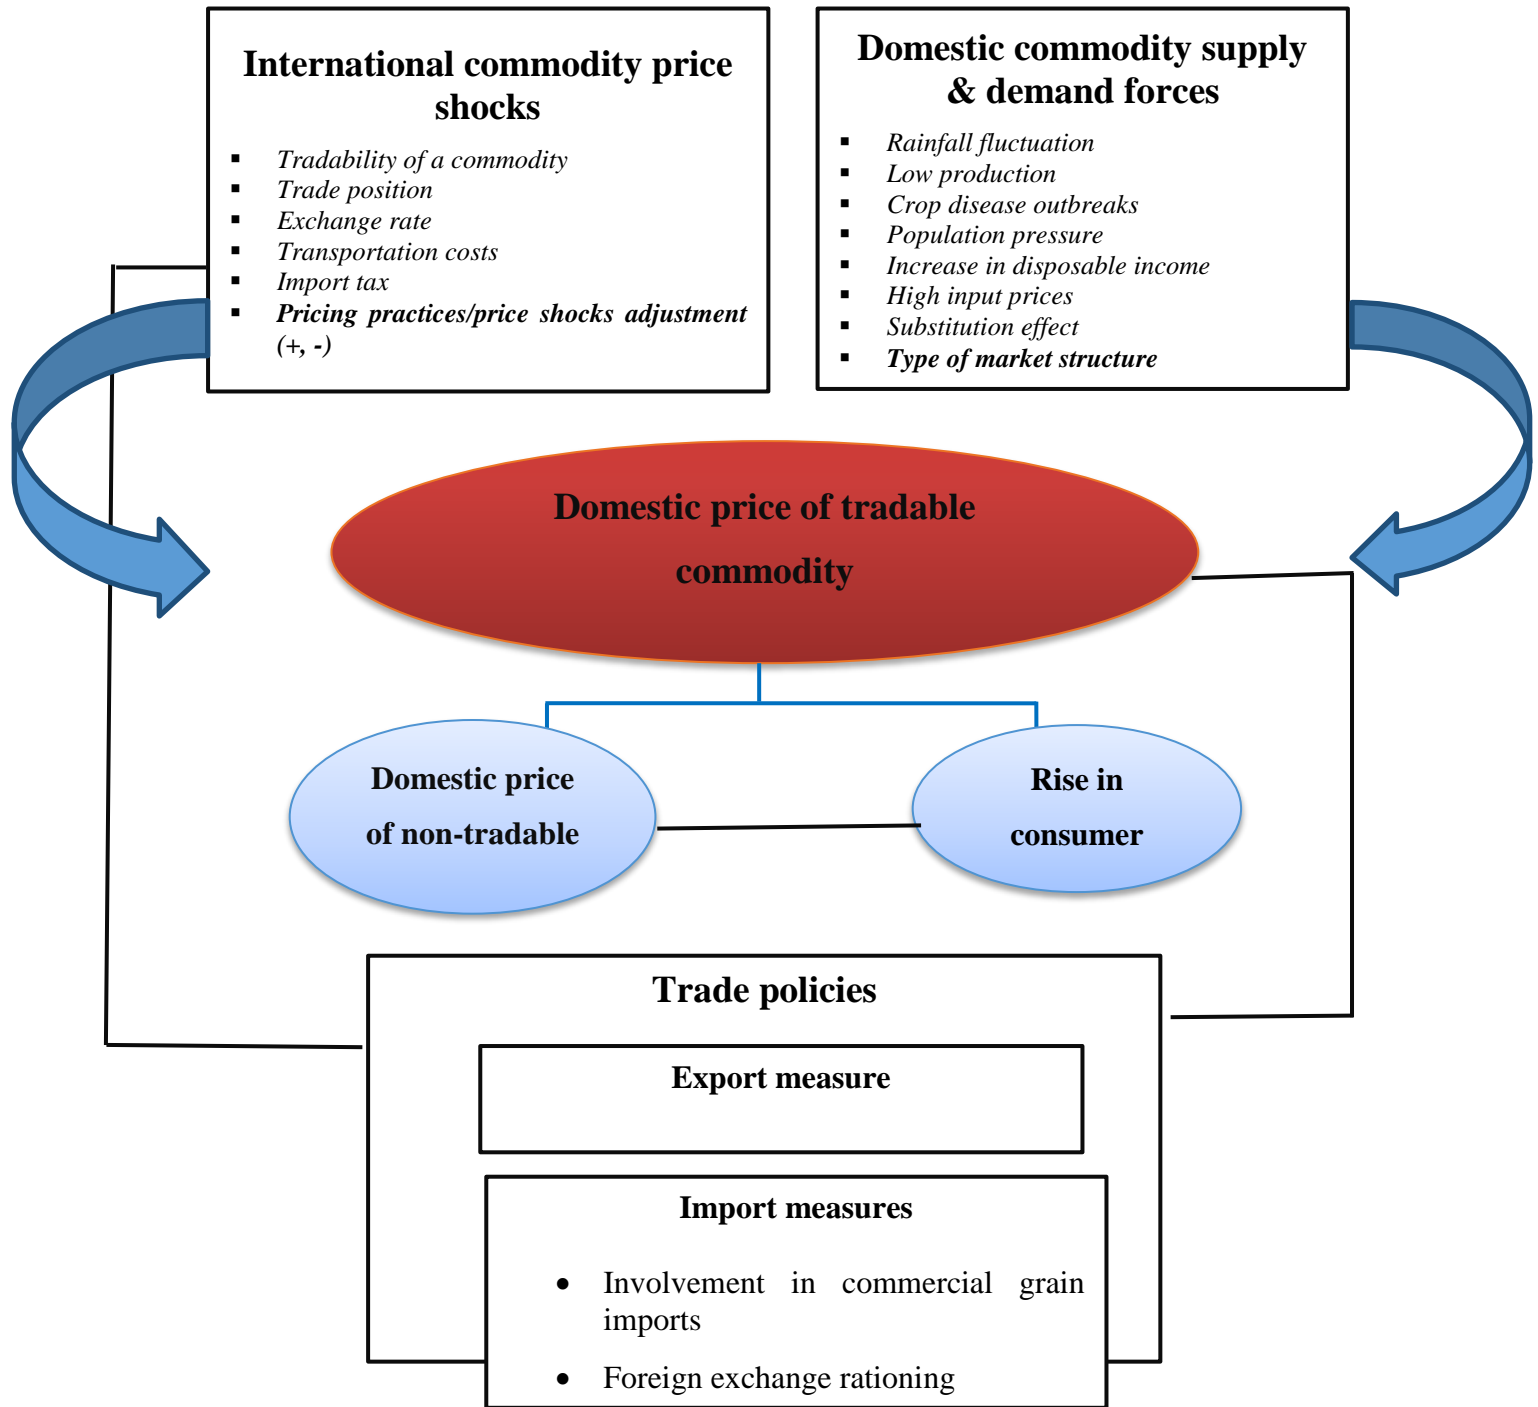 International commodity price
shocks
▪ Tradability of a commodity
▪ Trade position
▪ Exchange rate
▪ Transportation costs
▪ Import tax
▪ Pricing practices/price shocks adjustment
(+, -)
Domestic commodity supply
& demand forces
▪ Rainfall fluctuation
▪ Low production
▪ Crop disease outbreaks
▪ Population pressure
▪ Increase in disposable income
▪ High input prices
▪ Substitution effect
▪ Type of market structure
Domestic price of tradable
commodity
Domestic price
of non-tradable
Rise in
consumer
Trade policies
Export measure
Import measures
• Involvement in commercial grain
imports
• Foreign exchange rationing